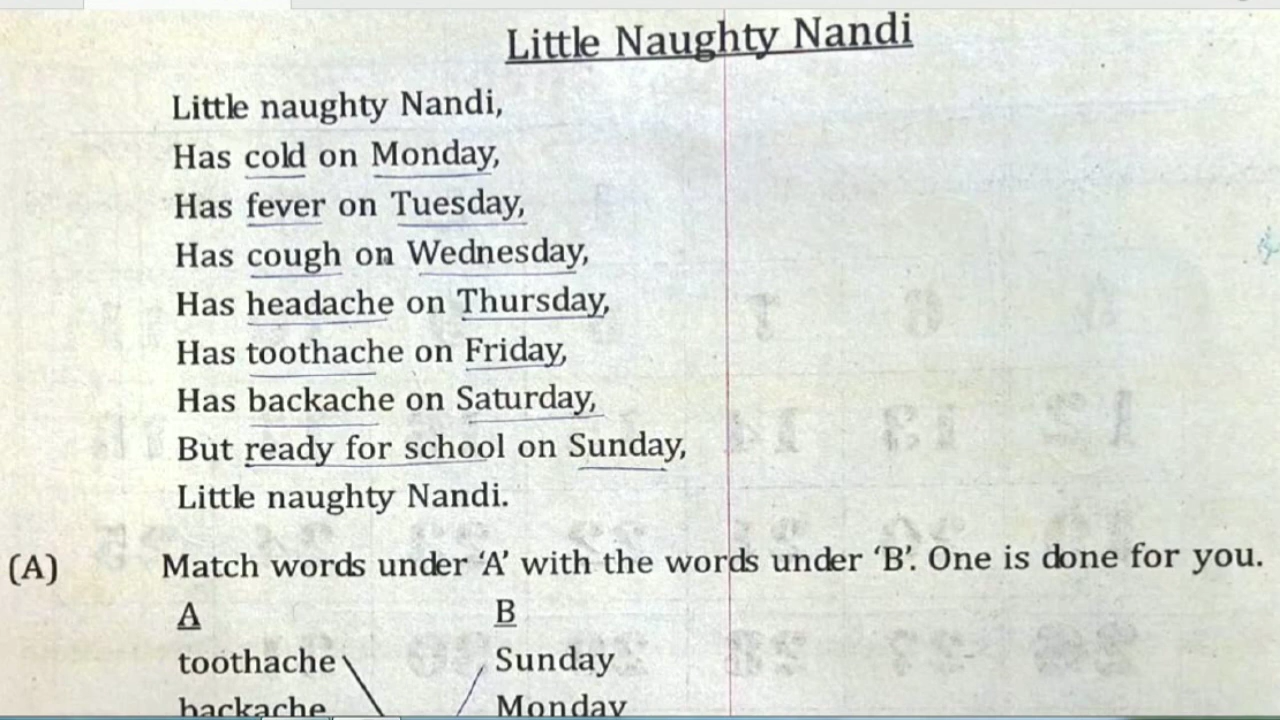 Little Naughty Nandi
Little naughty Nandi,
Has cold on Monday,
Has fever on Tuesday,
Has cough on Wednesday,
Has headache on Thursday,
Has toothache on Friday,
Has backache on Saturday,
But ready for school on Sunday,
Little naughty Nandi.
(A) Match words under ‘A’ with the words under ‘B’. One is done for you.
A B
toothache Sunday
backache Monday